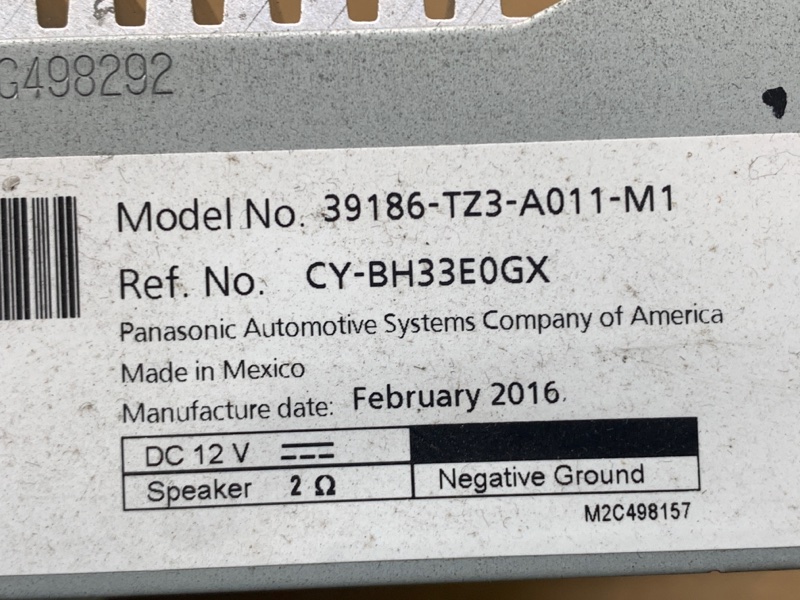 G498292
Model No. 39186-TZ3-A011-M1
Ref. No. CY-BH33E0GX
Panasonic Automotive Systems Company of America
Made in Mexico
Manufacture date: February 2016.
DC 12 V
Speaker 2 Ω Negative Ground
M2C498157